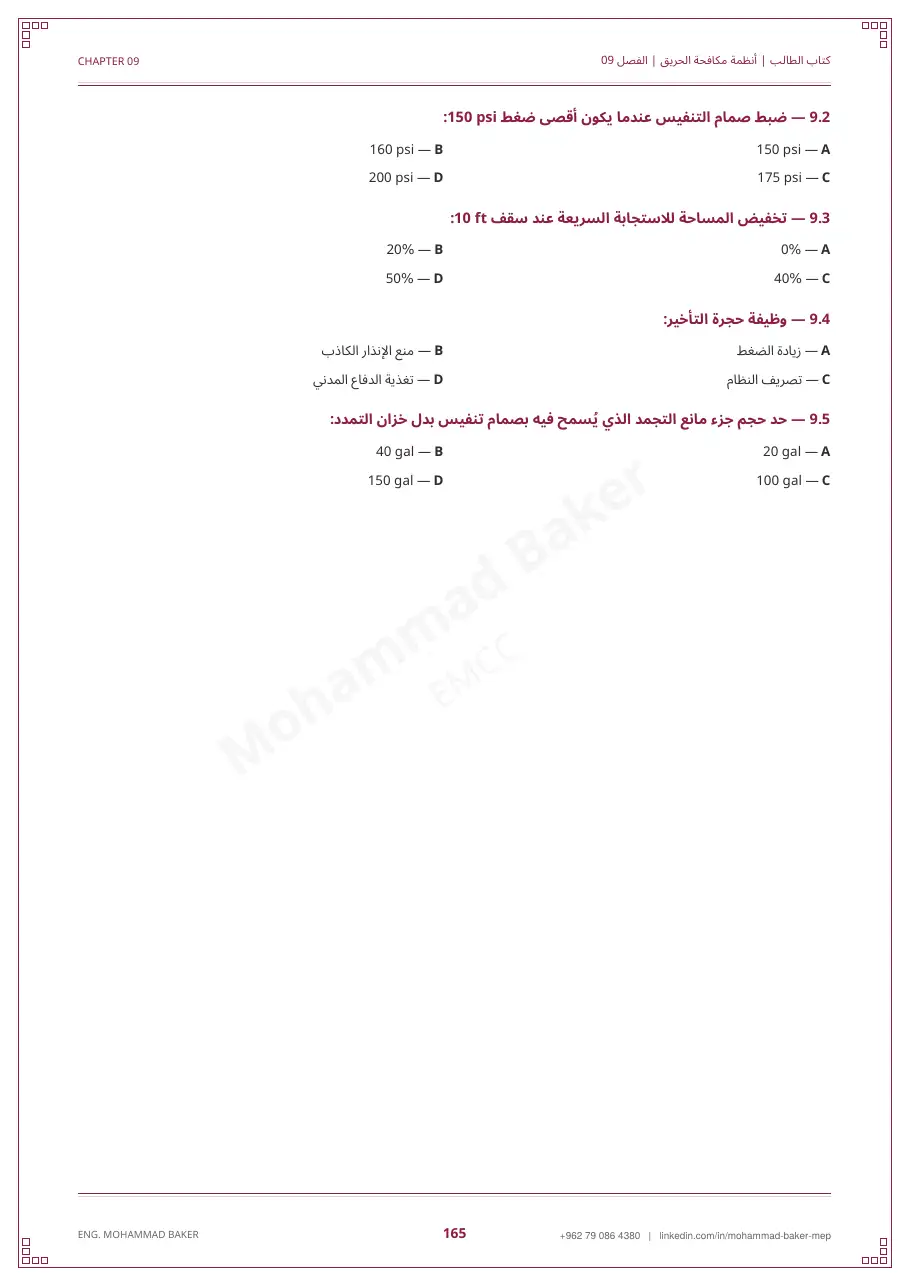 كتاب الطالب | أنظمة مكافحة الحريق | الفصل 09
CHAPTER 09
9.2 — ضبط صمام التنفيس عندما يكون أقصى ضغط 150 psi:
A — 150 psi
B — 160 psi
C — 175 psi
D — 200 psi
9.3 — تخفيض المساحة للاستجابة السريعة عند سقف 10 ft:
A — 0%
B — 20%
C — 40%
D — 50%
9.4 — وظيفة حجرة التأخير:
A — زيادة الضغط
B — منع الإنذار الكاذب
C — تصريف النظام
D — تغذية الدفاع المدني
9.5 — حد حجم جزء مانع التجمد الذي يُسمح فيه بصمام تنفيس بدل خزان التمدد:
A — 20 gal
B — 40 gal
C — 100 gal
D — 150 gal
Mohammad Baker
EMCC
ENG. MOHAMMAD BAKER
165
+962 79 086 4380 | linkedin.com/in/mohammad-baker-mep